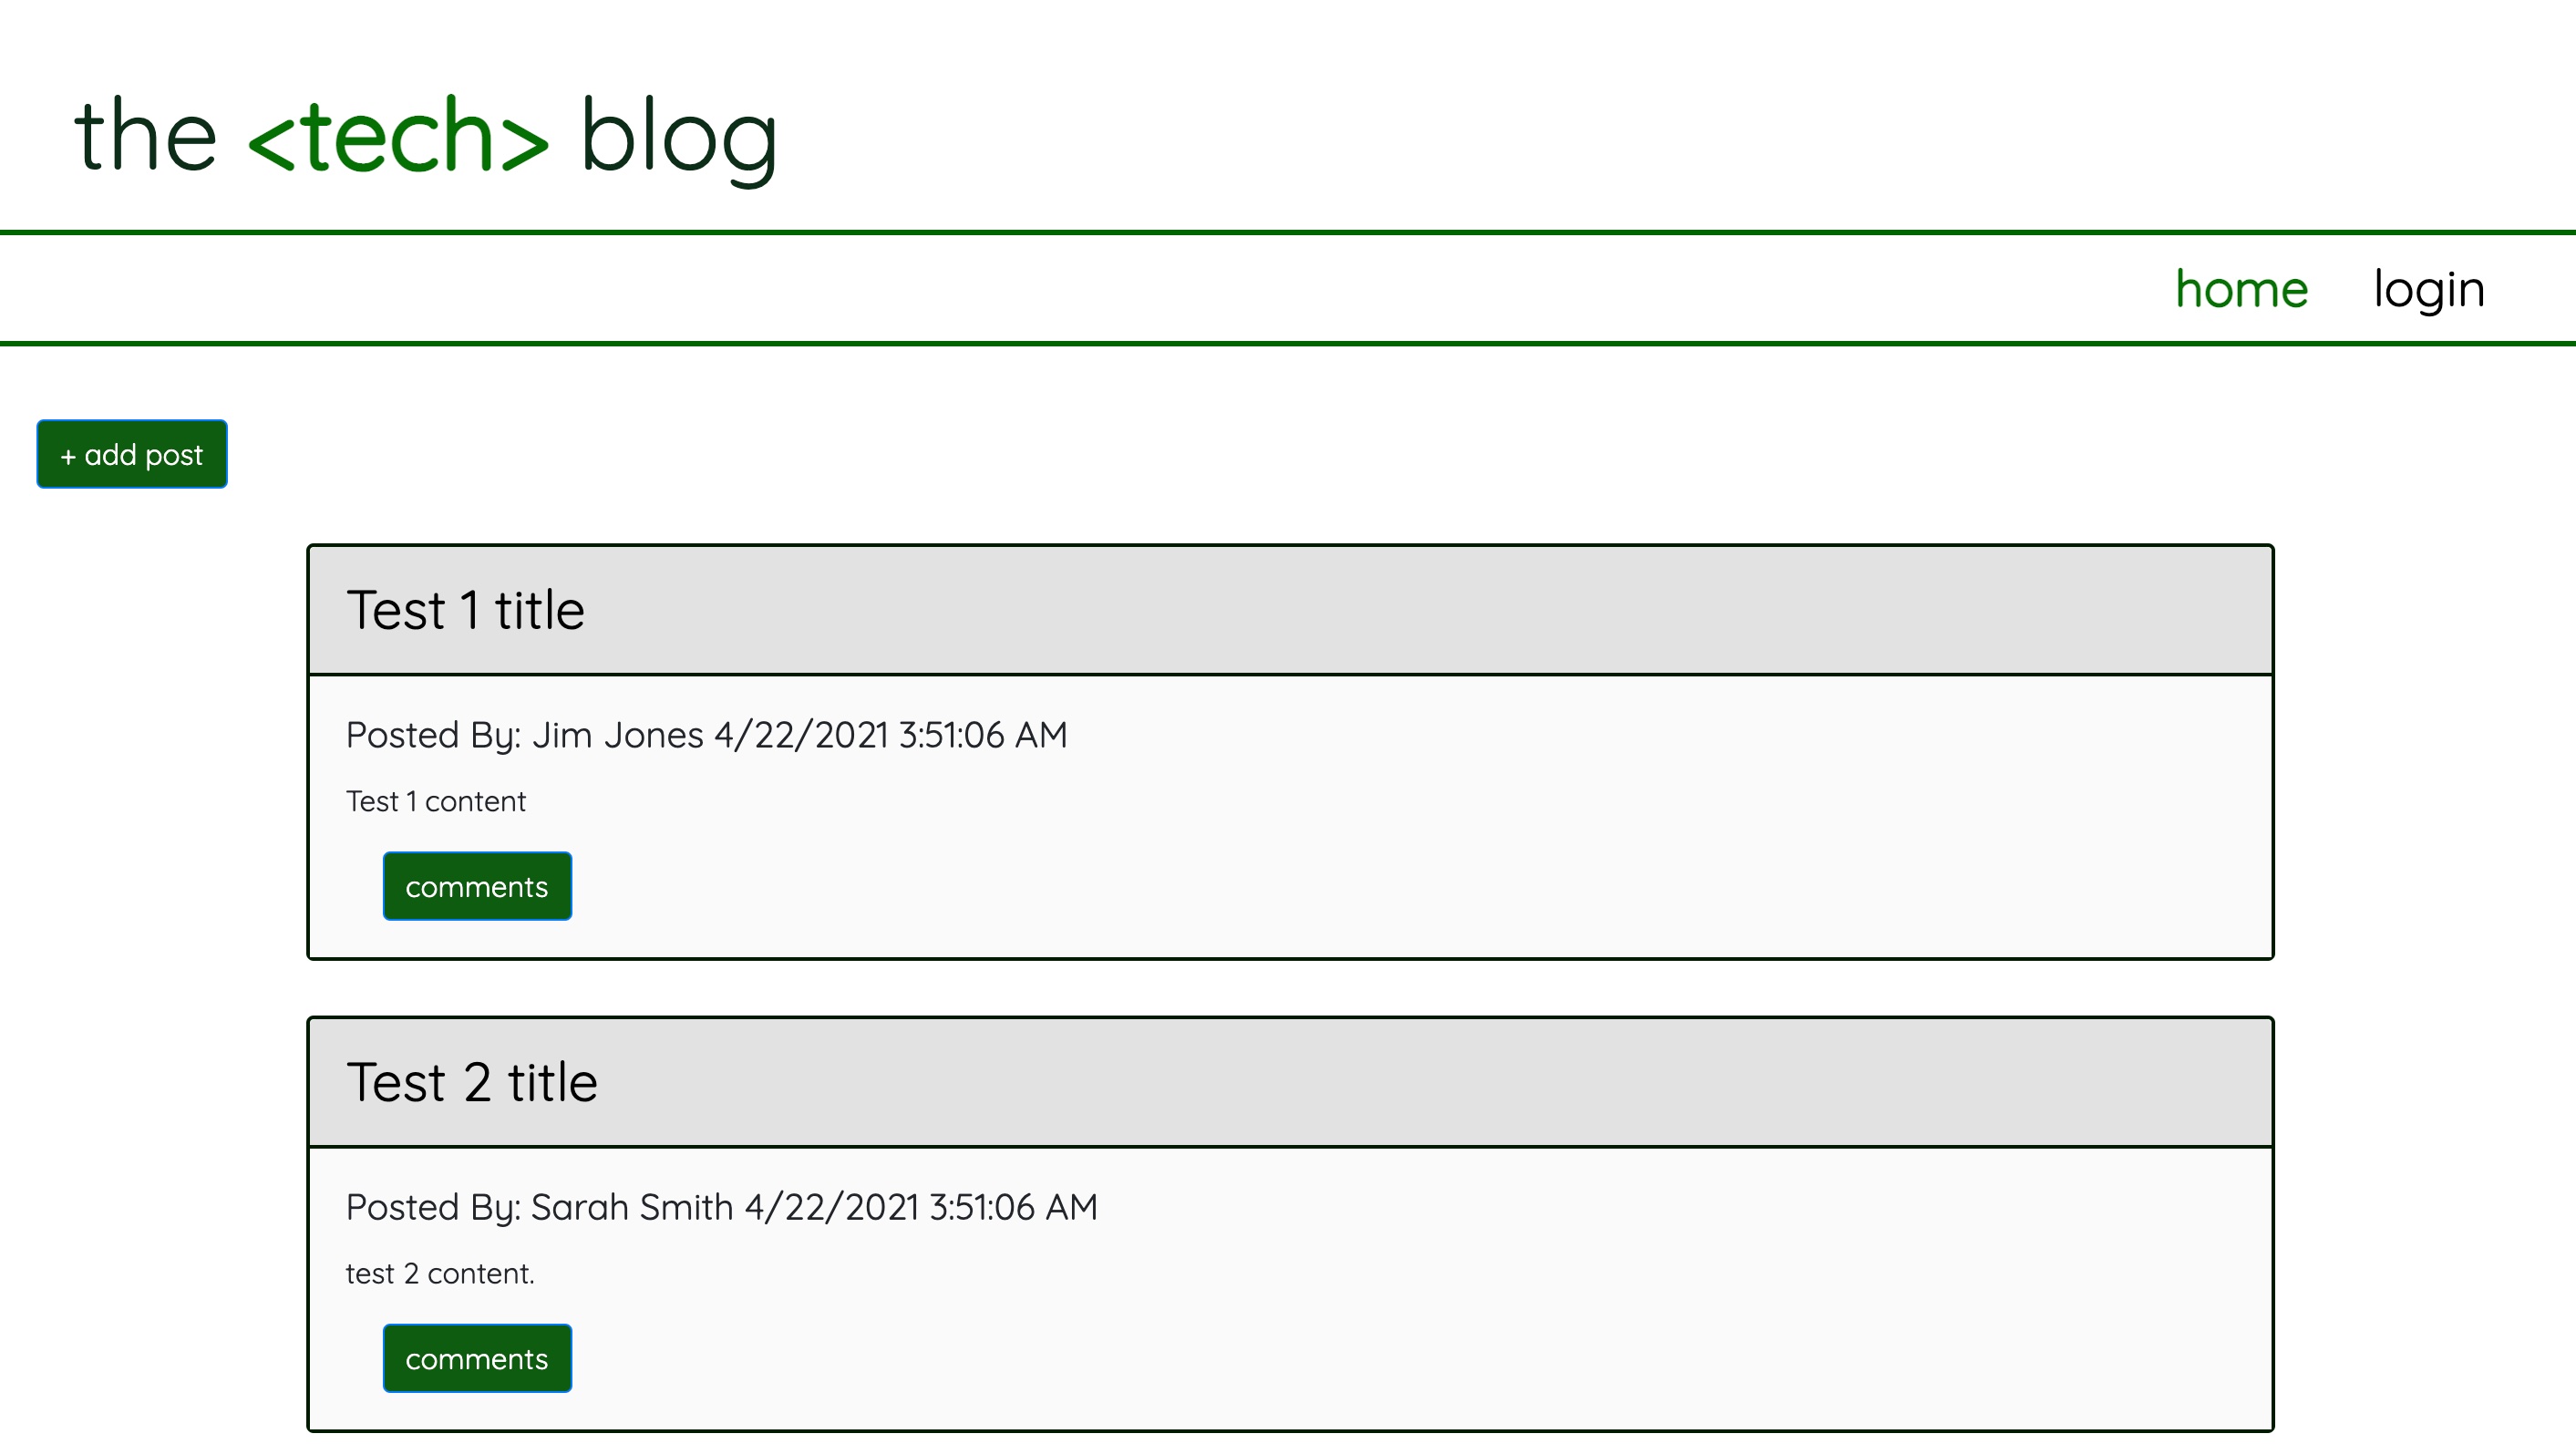 the <tech> blog
home login
+ add post
Test 1 title
Posted By: Jim Jones 4/22/2021 3:51:06 AM
Test 1 content
comments
Test 2 title
Posted By: Sarah Smith 4/22/2021 3:51:06 AM
test 2 content.
comments